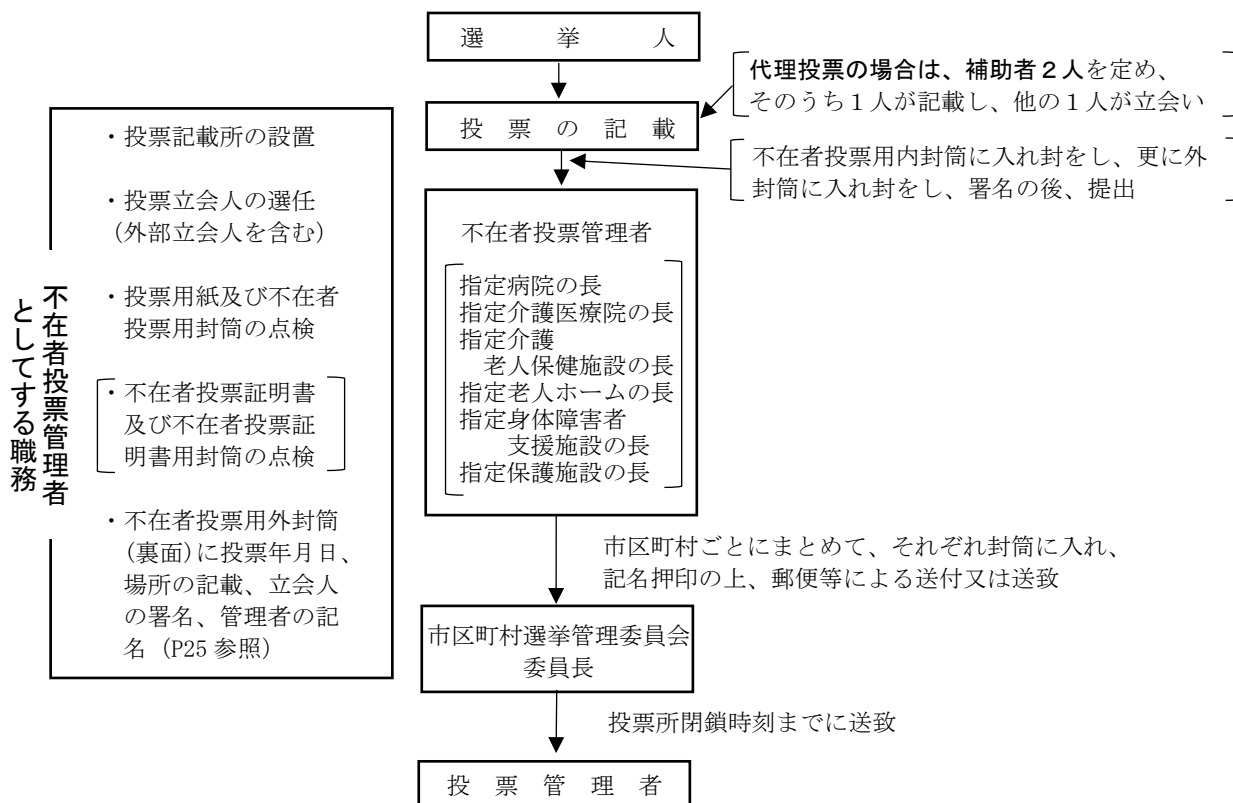 選挙人
代理投票の場合は、補助者２人を定め、
そのうち１人が記載し、他の１人が立会い
投票の記載
不在者投票用内封筒に入れ封をし、更に外
封筒に入れ封をし、署名の後、提出
不在者投票管理者
としてする職務
・投票記載所の設置
・投票立会人の選任
（外部立会人を含む）
・投票用紙及び不在者
投票用封筒の点検
・不在者投票証明書
及び不在者投票証
明書用封筒の点検
・不在者投票用外封筒
(裏面)に投票年月日、
場所の記載、立会人
の署名、管理者の記
名（P25 参照）
不在者投票管理者
指定病院の長
指定介護医療院の長
指定介護
老人保健施設の長
指定老人ホームの長
指定身体障害者
支援施設の長
指定保護施設の長
市区町村ごとにまとめて、それぞれ封筒に入れ、
記名押印の上、郵便等による送付又は送致
市区町村選挙管理委員会
委員長
投票所閉鎖時刻までに送致
投票管理者